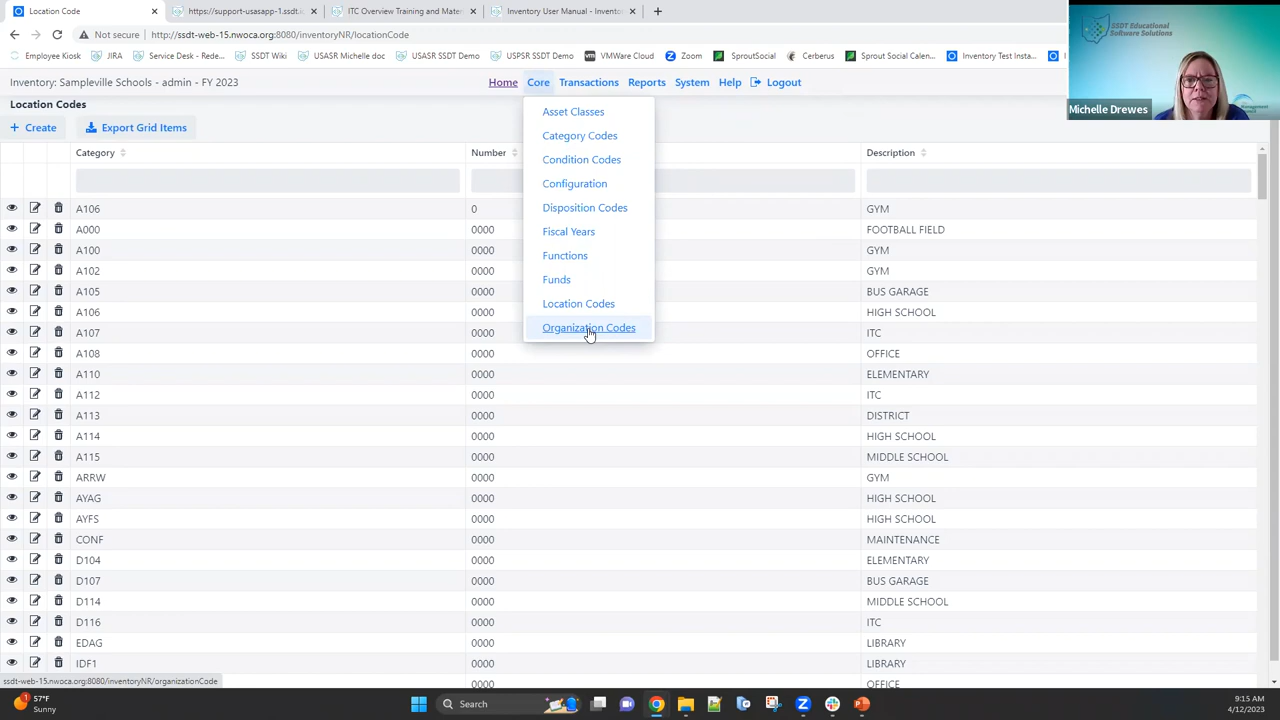 Location Code
https://support-usasapp-1.ssdt.
ITC Overview Training and Mater
Inventory User Manual - Inventor
Not secure
http://ssdt-web-15.nwoca.org:8080/inventoryNR/locationCode
Employee Kiosk
JIRA
Service Desk - Rede...
SSDT Wiki
USASR Michelle doc
USASR SSDT Demo
USPSR SSDT Demo
VMWare Cloud
SproutSocial
Cerberus
Sprout Social Calen...
Inventory Test Insta...
SSDT Educational
Software Solutions
Michelle Drewes
Inventory: Sampleville Schools - admin - FY 2023
Home Core Transactions Reports System Help Logout
Location Codes
Create Export Grid Items
Category Number Description
A106 0 GYM
A000 0000 FOOTBALL FIELD
A100 0000 GYM
A102 0000 GYM
A105 0000 BUS GARAGE
A106 0000 HIGH SCHOOL
A107 0000 ITC
A108 0000 OFFICE
A110 0000 ELEMENTARY
A112 0000 ITC
A113 0000 DISTRICT
A114 0000 HIGH SCHOOL
A115 0000 MIDDLE SCHOOL
ARRW 0000 GYM
AYAG 0000 HIGH SCHOOL
AYFS 0000 HIGH SCHOOL
CONF 0000 MAINTENANCE
D104 0000 ELEMENTARY
D107 0000 BUS GARAGE
D114 0000 MIDDLE SCHOOL
D116 0000 ITC
EDAG 0000 LIBRARY
IDF1 0000 LIBRARY
0000 OFFICE
Asset Classes
Category Codes
Condition Codes
Configuration
Disposition Codes
Fiscal Years
Functions
Funds
Location Codes
Organization Codes
ssdt-web-15.nwoca.org:8080/inventoryNR/organizationCode
57°F
Sunny
Search
9:15 AM
4/12/2023